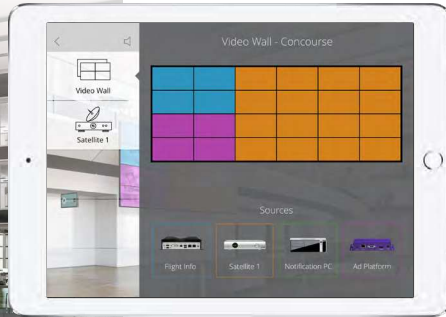 Video Wall - Concourse
Video Wall
Satellite 1
Sources
Flight Info
Satellite 1
Notification PC
Ad Platform